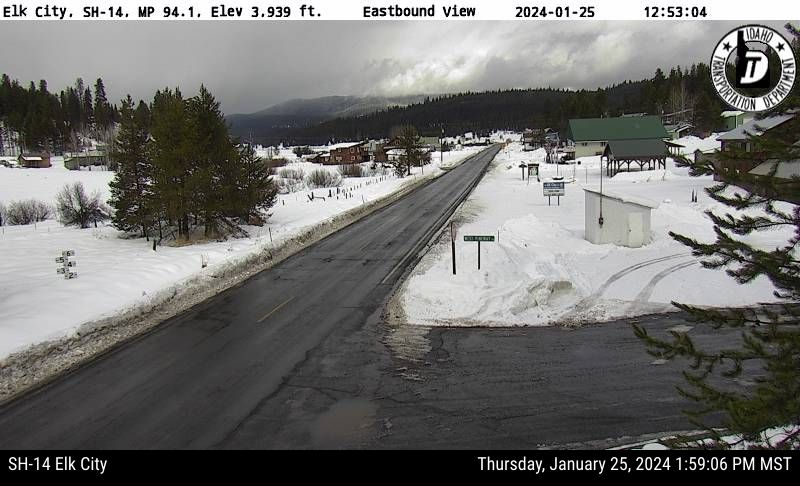 Elk City, SH-14, MP 94.1, Elev 3,939 ft. Eastbound View 2024-01-25 12:53:04
IDAHO
TRANSPORTATION DEPARTMENT
SH-14 Elk City Thursday, January 25, 2024 1:59:06 PM MST